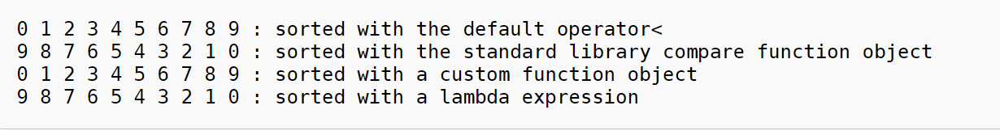 0 1 2 3 4 5 6 7 8 9 : sorted with the default operator<
9 8 7 6 5 4 3 2 1 0 : sorted with the standard library compare function object
0 1 2 3 4 5 6 7 8 9 : sorted with a custom function object
9 8 7 6 5 4 3 2 1 0 : sorted with a lambda expression